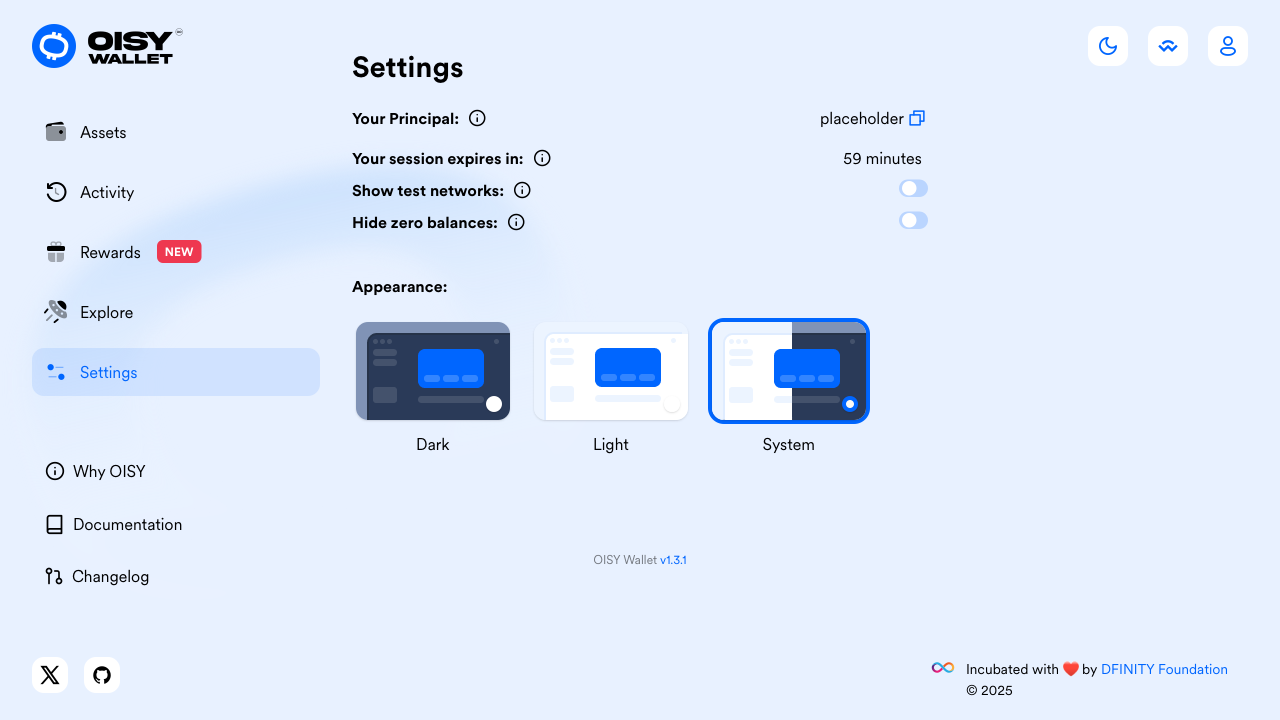 OISY
WALLET
Settings
Assets
Activity
Rewards NEW
Explore
Settings
Why OISY
Documentation
Changelog
Your Principal: placeholder
Your session expires in: 59 minutes
Show test networks:
Hide zero balances:
Appearance:
Dark Light System
OISY Wallet v1.3.1
Incubated with ❤️ by DFINITY Foundation
© 2025